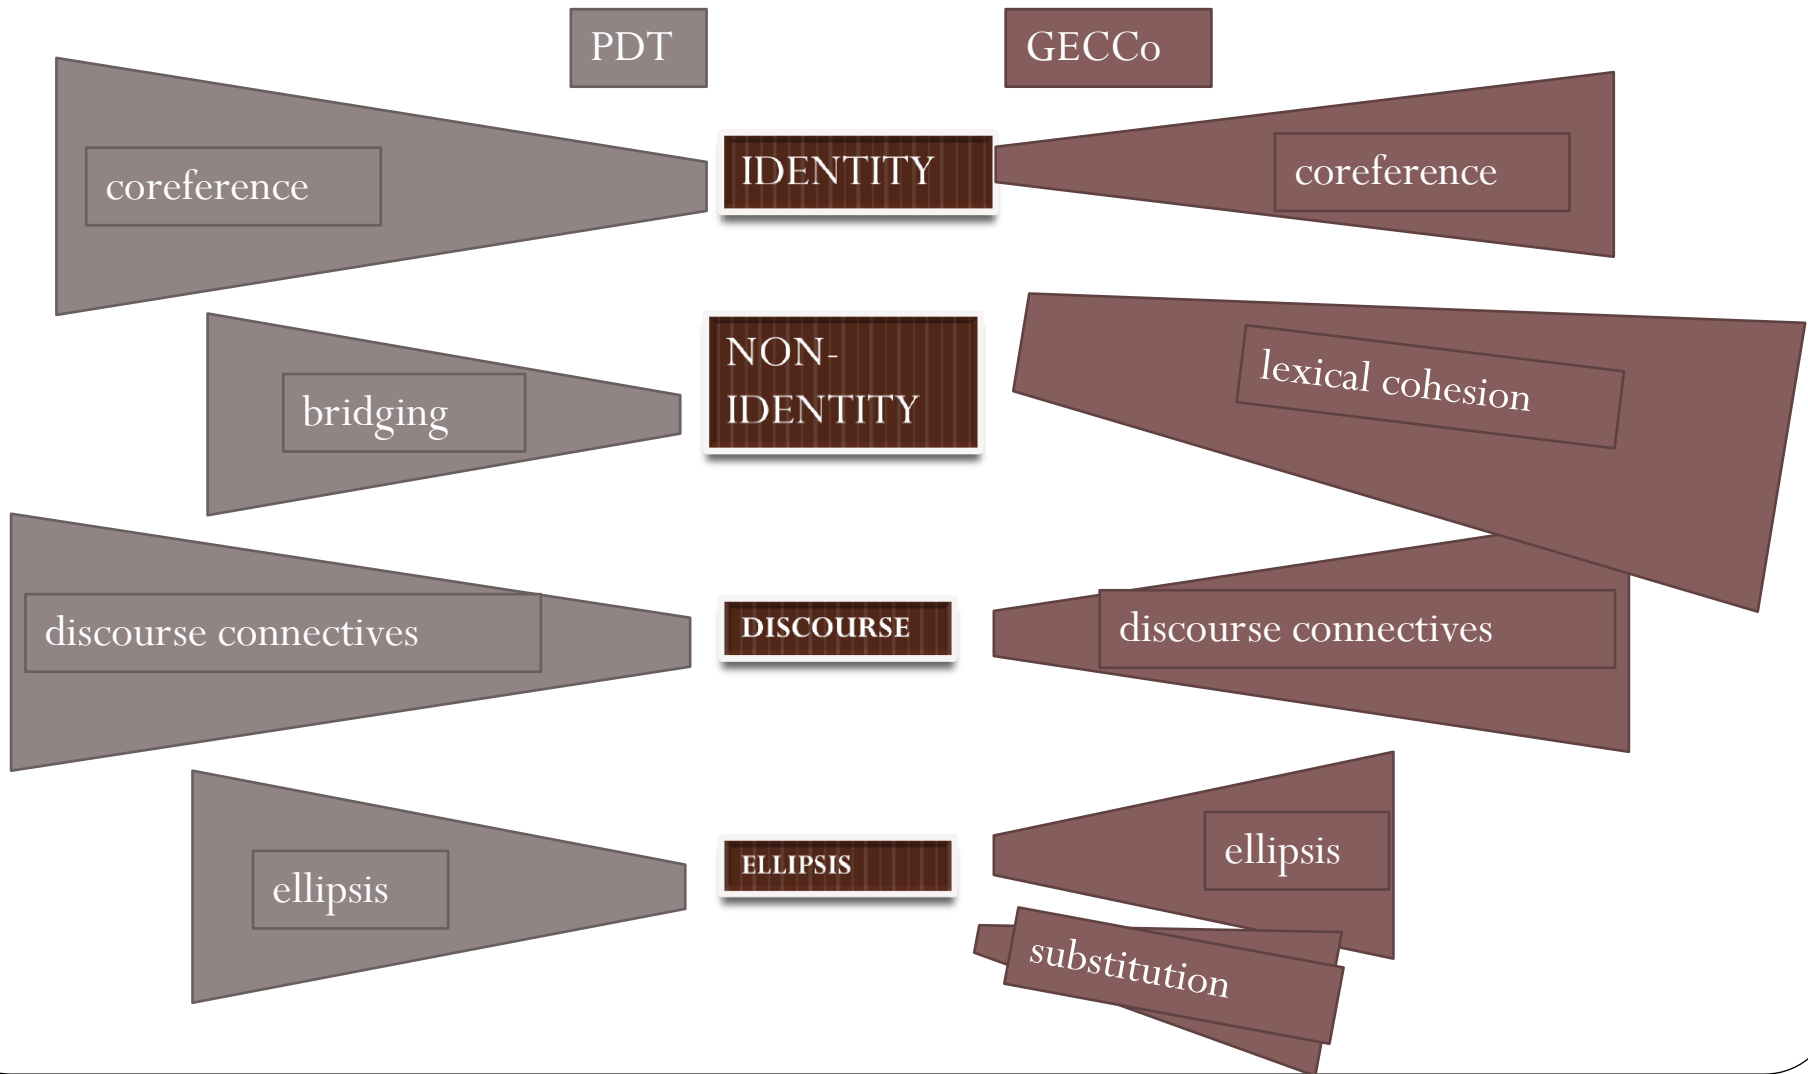 PDT
GECCo
coreference
IDENTITY
coreference
bridging
NON-
IDENTITY
lexical cohesion
discourse connectives
DISCOURSE
discourse connectives
ellipsis
ELLIPSIS
ellipsis
substitution